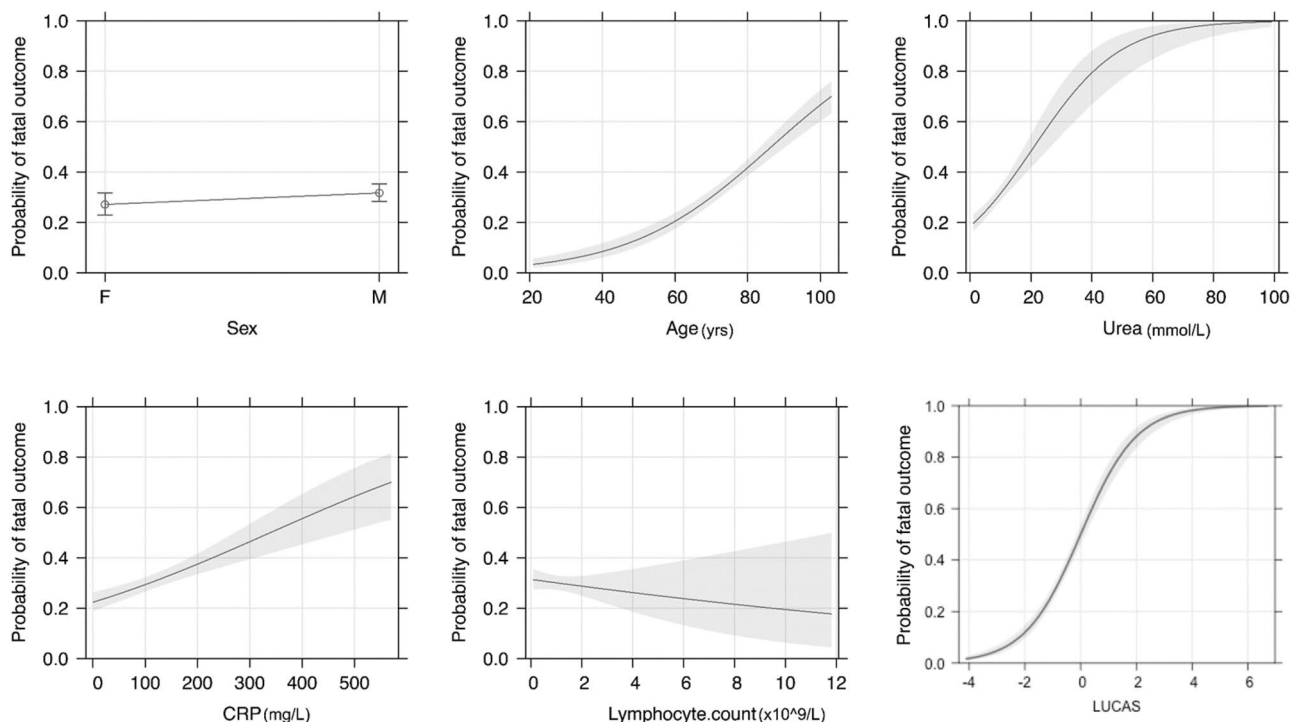 Probability of fatal outcome
1.0
0.8
0.6
0.4
0.2
0.0
F M
Sex
Probability of fatal outcome
1.0
0.8
0.6
0.4
0.2
0.0
20 40 60 80 100
Age (yrs)
Probability of fatal outcome
1.0
0.8
0.6
0.4
0.2
0.0
0 20 40 60 80 100
Urea (mmol/L)
Probability of fatal outcome
1.0
0.8
0.6
0.4
0.2
0.0
0 100 200 300 400 500
CRP (mg/L)
Probability of fatal outcome
1.0
0.8
0.6
0.4
0.2
0.0
0 2 4 6 8 10 12
Lymphocyte.count (x10^9/L)
Probability of fatal outcome
1.0
0.8
0.6
0.4
0.2
0.0
-4 -2 0 2 4 6
LUCAS